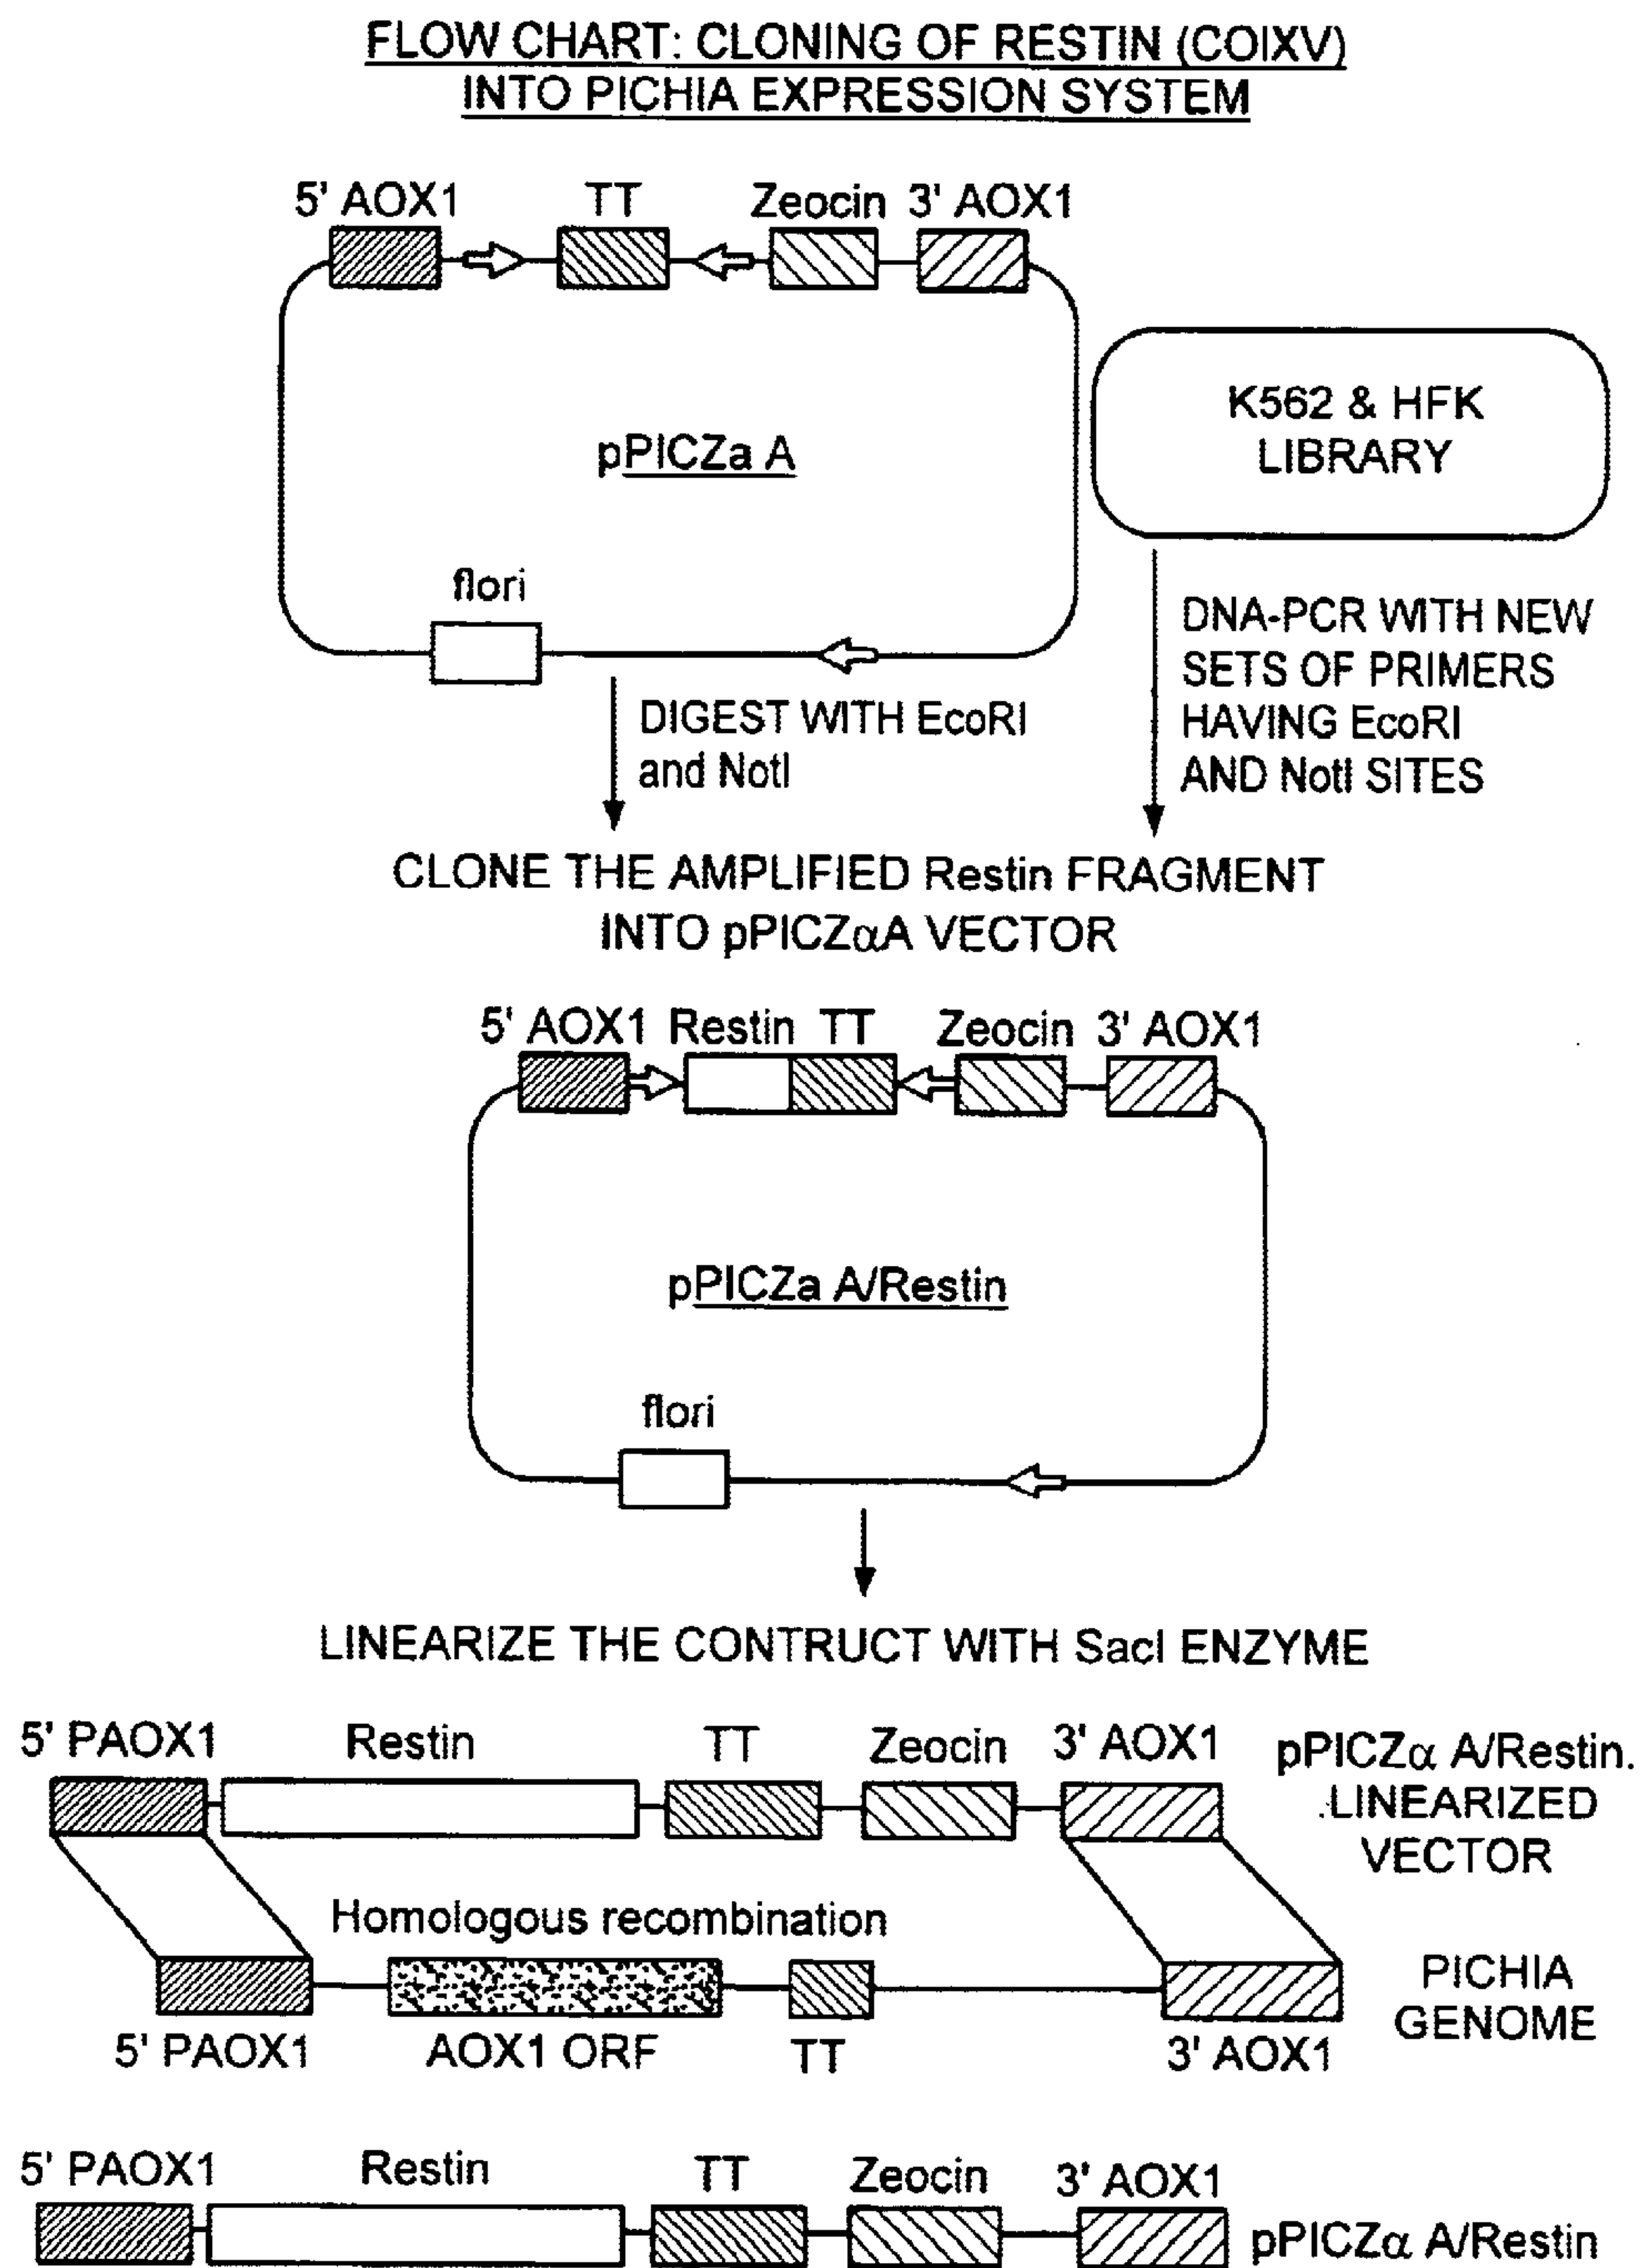 FLOW CHART: CLONING OF RESTIN (COIXV)
INTO PICHIA EXPRESSION SYSTEM
5' AOX1 TT Zeocin 3' AOX1
pPICZa A
K562 & HFK
LIBRARY
flori
DIGEST WITH EcoRI
and NotI
DNA-PCR WITH NEW
SETS OF PRIMERS
HAVING EcoRI
AND NotI SITES
CLONE THE AMPLIFIED Restin FRAGMENT
INTO pPICZαA VECTOR
5' AOX1 Restin TT Zeocin 3' AOX1
pPICZa A/Restin
flori
LINEARIZE THE CONTRUCT WITH SacI ENZYME
5' PAOX1 Restin TT Zeocin 3' AOX1
pPICZα A/Restin.
.LINEARIZED
VECTOR
Homologous recombination
PICHIA
GENOME
5' PAOX1 AOX1 ORF TT 3' AOX1
5' PAOX1 Restin TT Zeocin 3' AOX1
pPICZα A/Restin